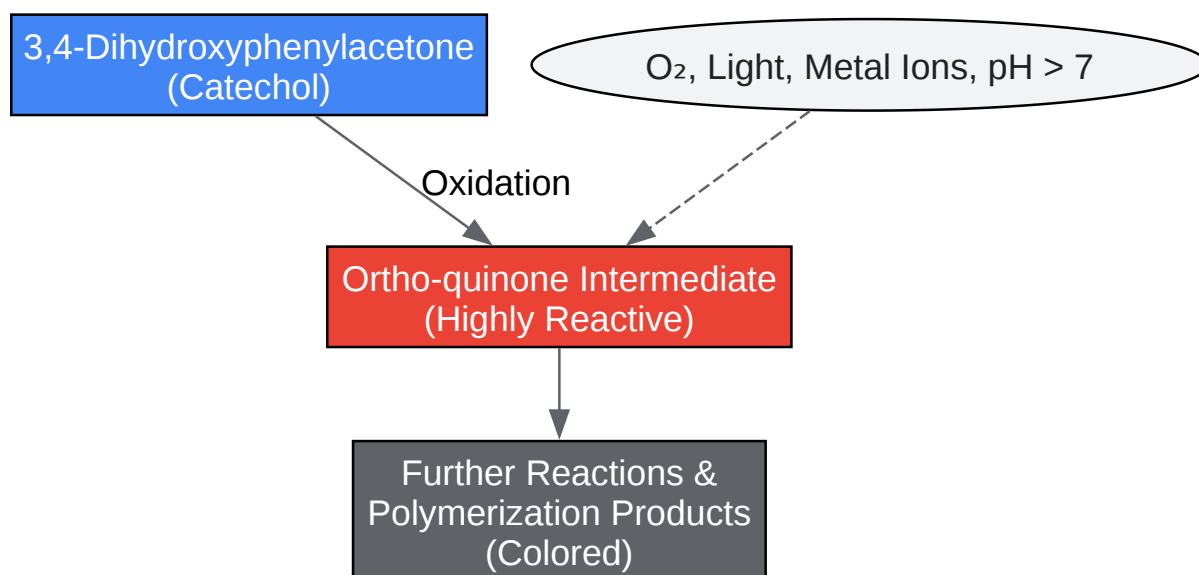 3,4-Dihydroxyphenylacetone
(Catechol)
O₂, Light, Metal Ions, pH > 7
Oxidation
Ortho-quinone Intermediate
(Highly Reactive)
Further Reactions &
Polymerization Products
(Colored)